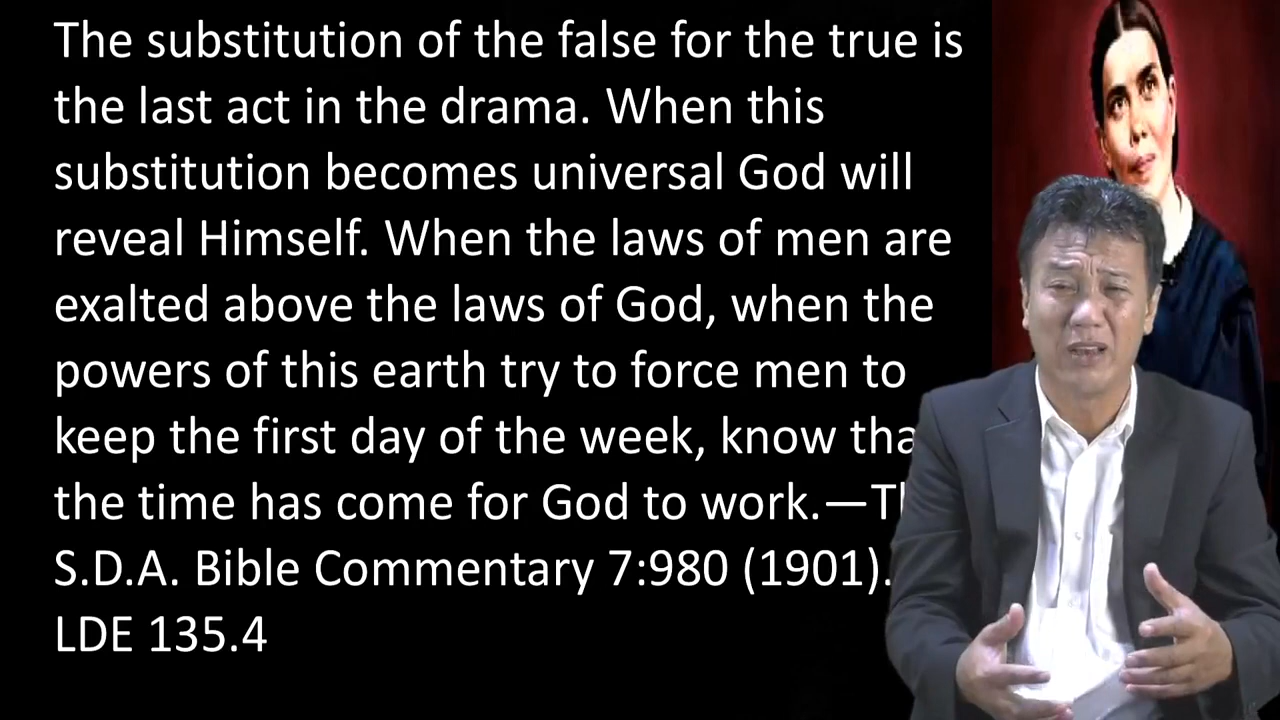 The substitution of the false for the true is
the last act in the drama. When this
substitution becomes universal God will
reveal Himself. When the laws of men are
exalted above the laws of God, when the
powers of this earth try to force men to
keep the first day of the week, know
the time has come for God to work.—
S.D.A. Bible Commentary 7:980 (1901).
LDE 135.4